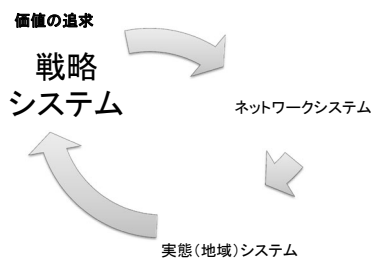 価値の追求
戦略
システム
ネットワークシステム
実態（地域）システム